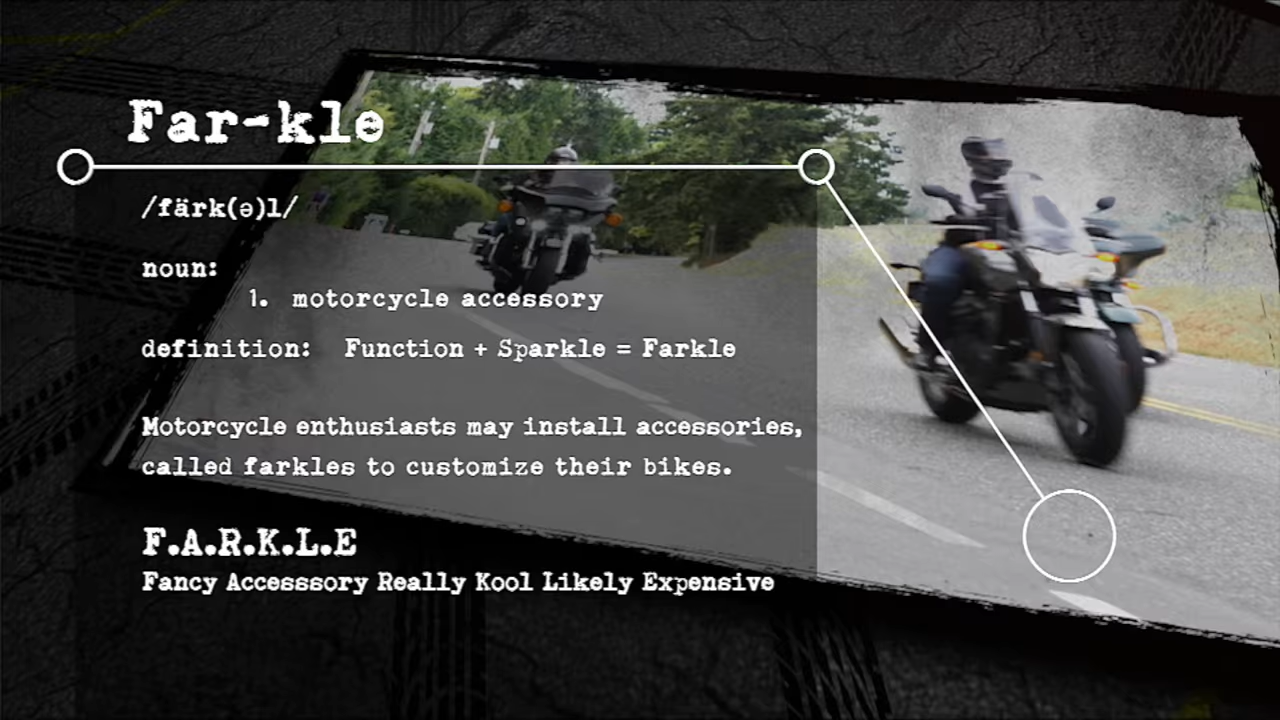 Far-kle
/färk(ə)l/
noun:
1. motorcycle accessory
definition: Function + Sparkle = Farkle
Motorcycle enthusiasts may install accessories,
called farkles to customize their bikes.
F.A.R.K.L.E
Fancy Accesssory Really Kool Likely Expensive